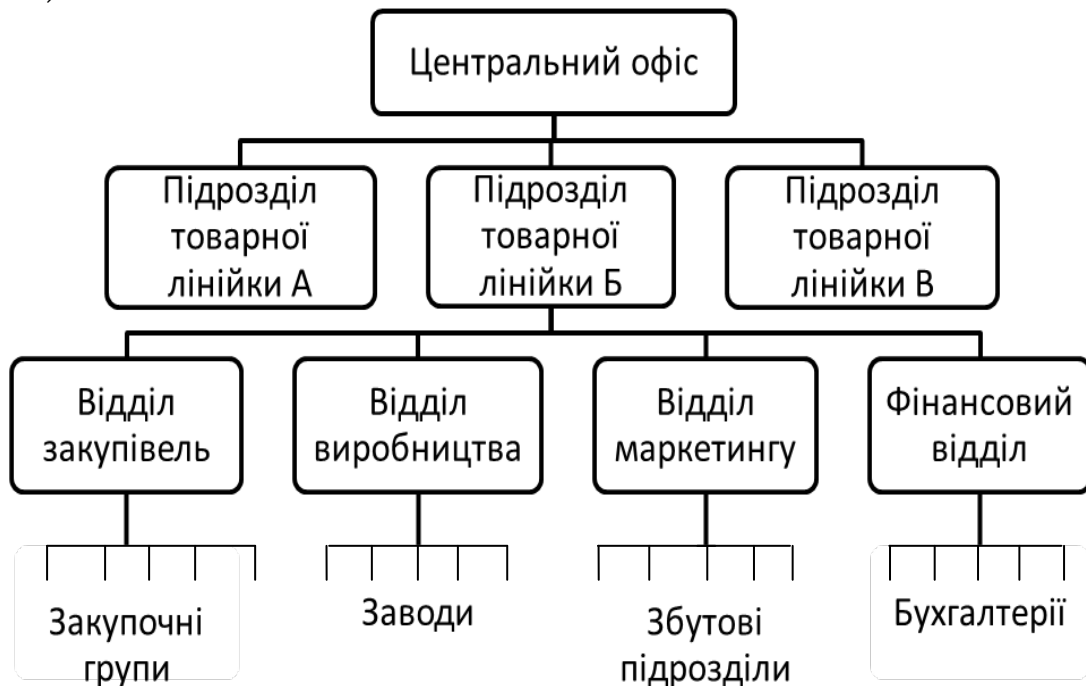 Центральний офіс
Підрозділ
товарної
лінійки А
Підрозділ
товарної
лінійки Б
Підрозділ
товарної
лінійки В
Відділ
закупівель
Відділ
виробництва
Відділ
маркетингу
Фінансовий
відділ
Закупочні
групи
Заводи
Збутові
підрозділи
Бухгалтерії